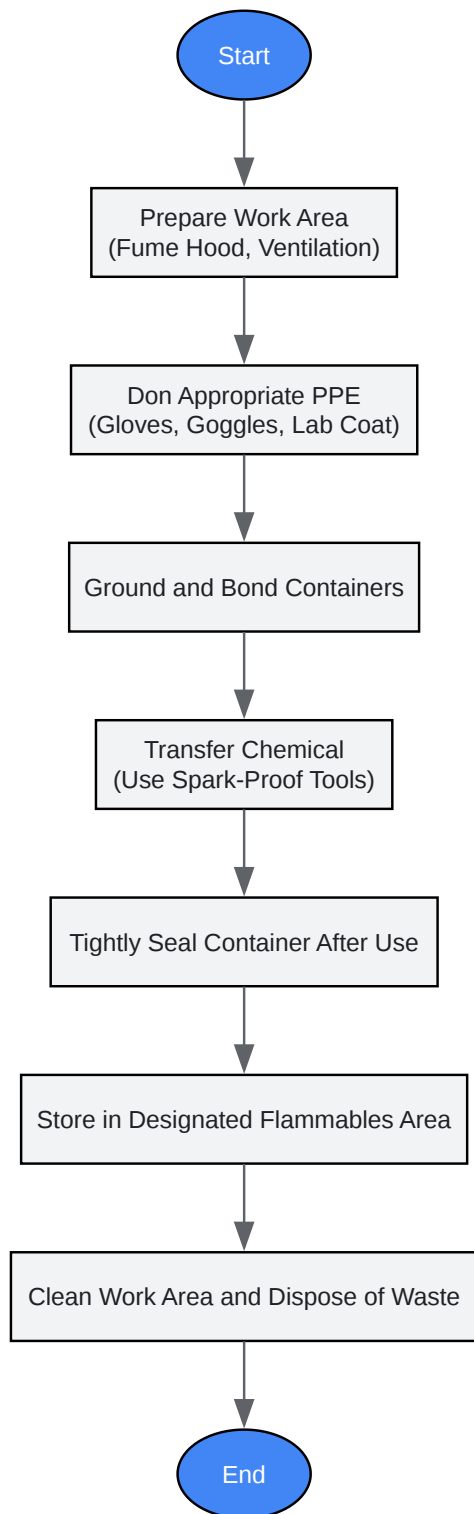 Start
Prepare Work Area
(Fume Hood, Ventilation)
Don Appropriate PPE
(Gloves, Goggles, Lab Coat)
Ground and Bond Containers
Transfer Chemical
(Use Spark-Proof Tools)
Tightly Seal Container After Use
Store in Designated Flammables Area
Clean Work Area and Dispose of Waste
End